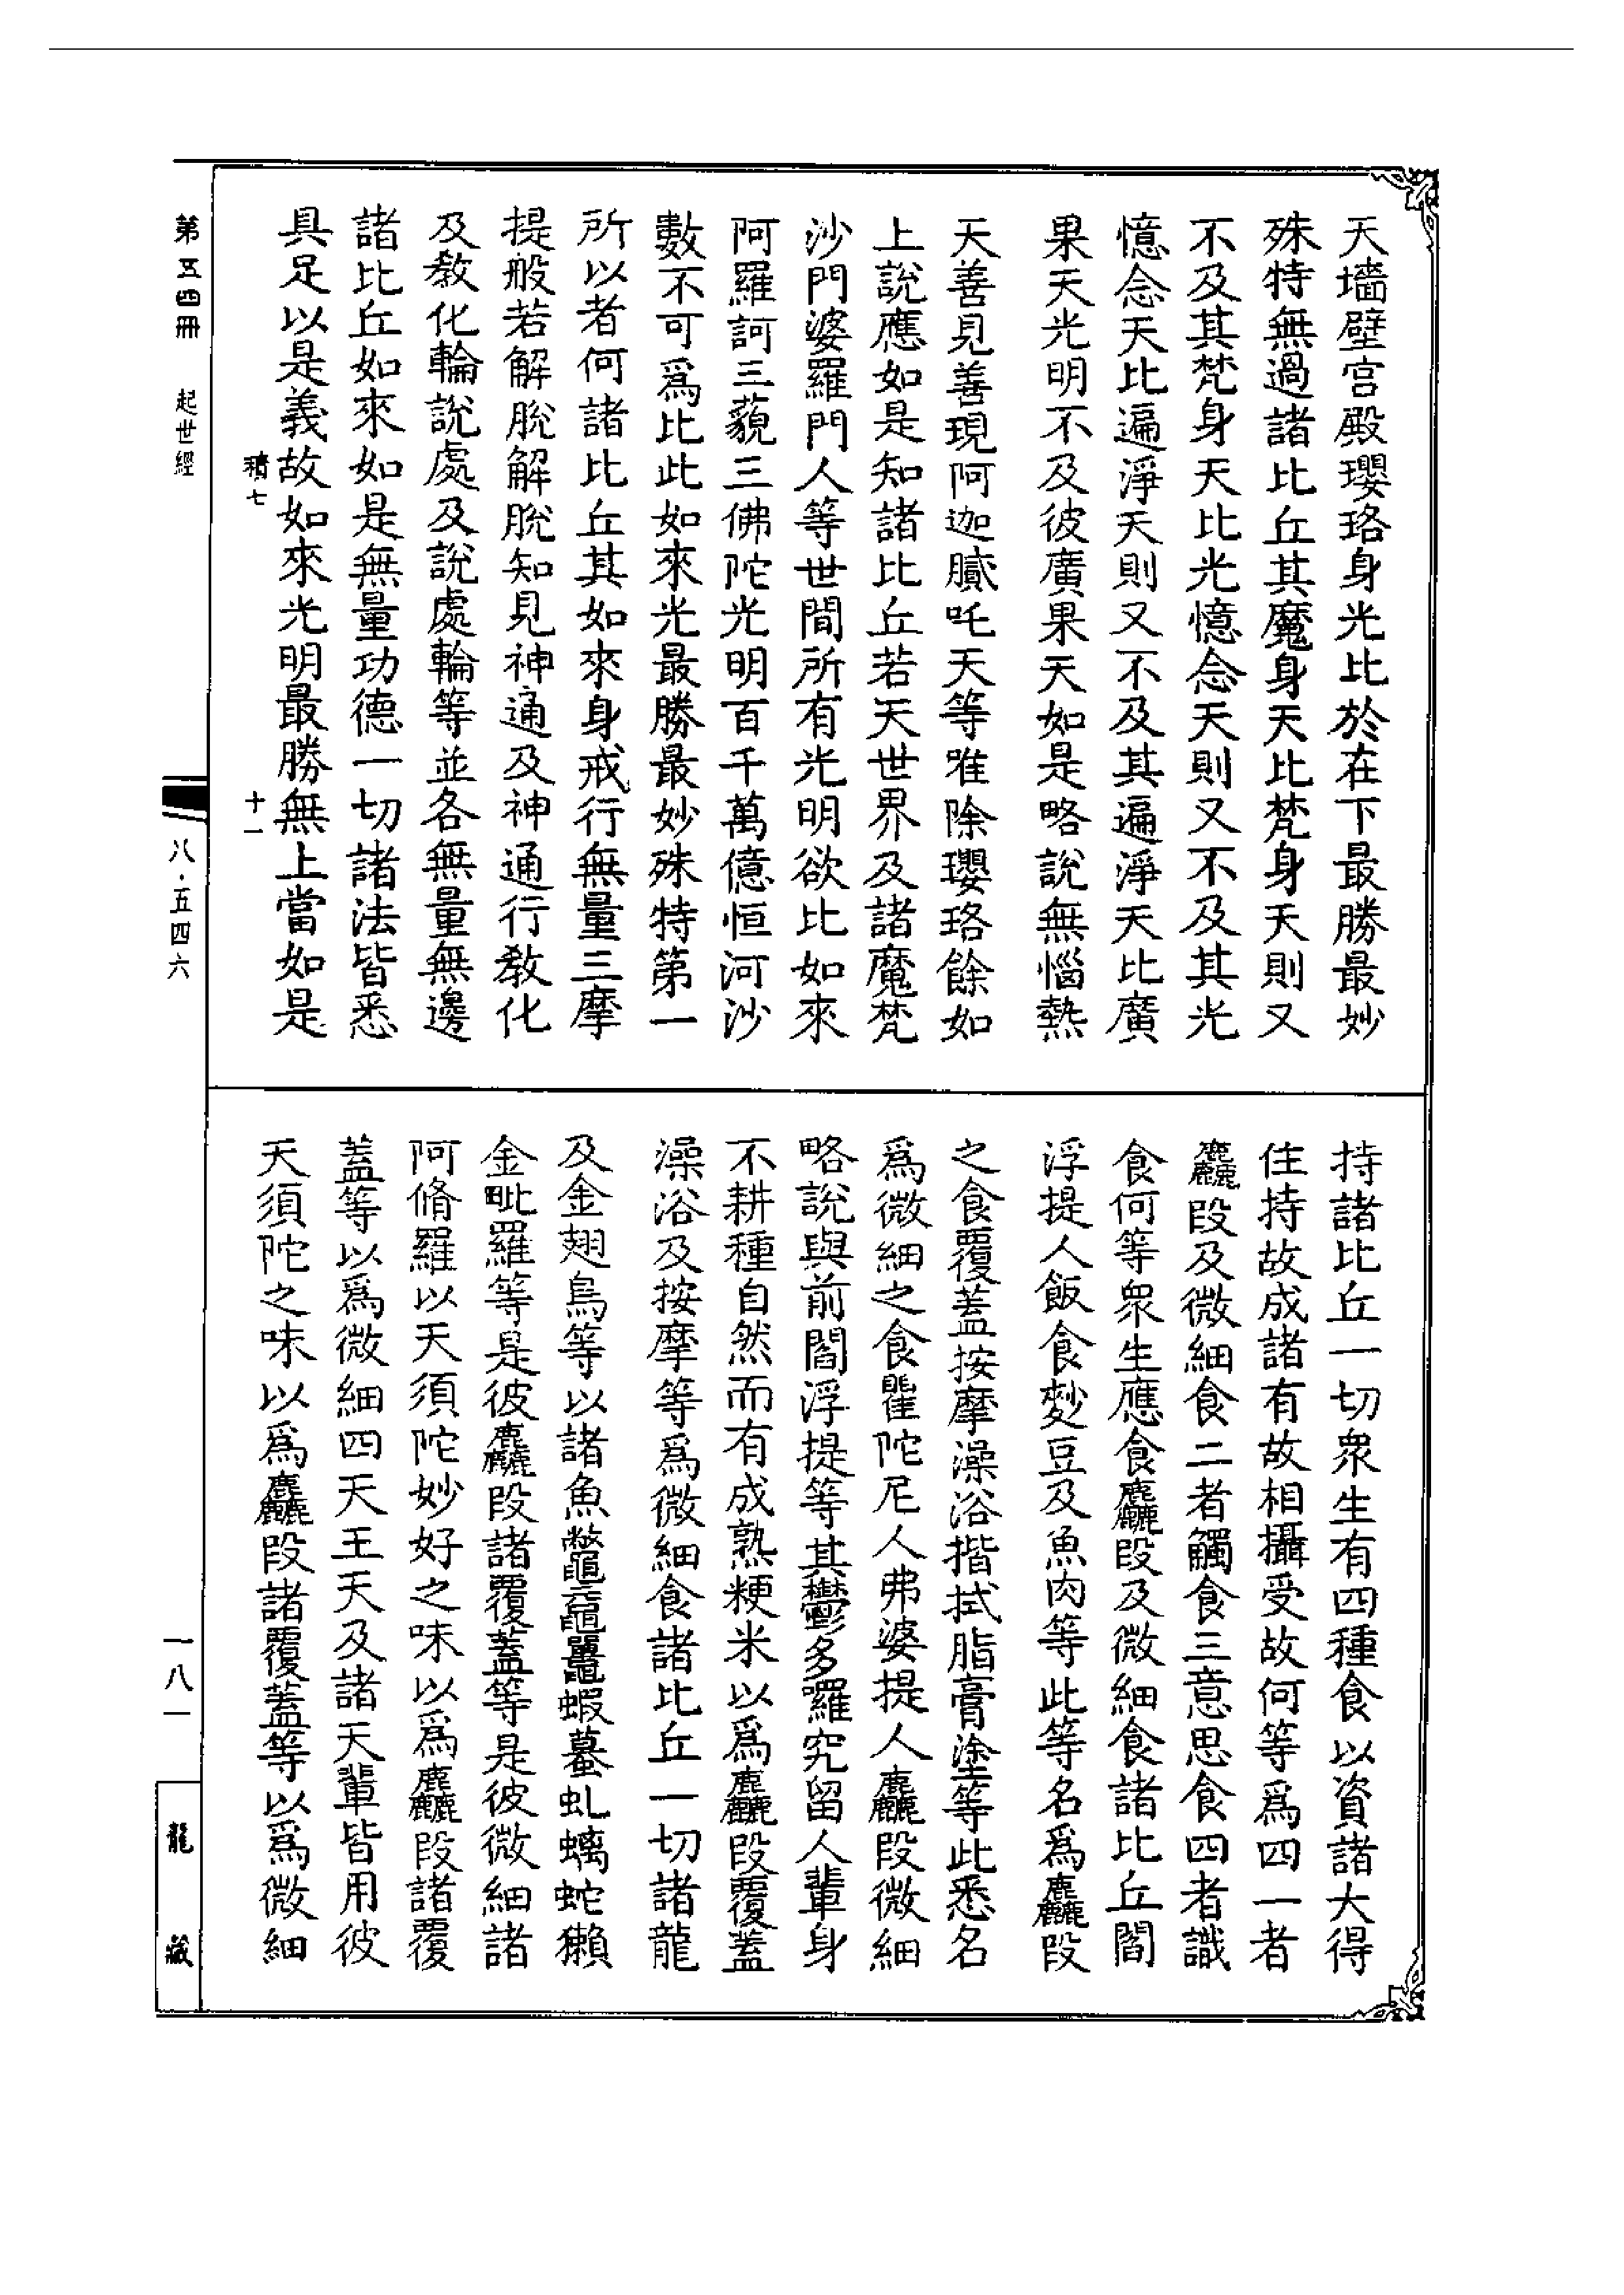 天墻壁宫殿瓔珞身光比於在下最勝最妙
殊特無過諸比丘其魔身天比梵身天則又
不及其梵身天比光憶念天則又不及其光
憶念天比遍淨天則又不及其遍淨天比廣
果天光明不及彼廣果天如是略說無惱熱
天善見善現阿迦膩吒天等唯除瓔珞餘如
上說應如是知諸比丘若天世界及諸魔梵
沙門婆羅門人等世間所有光明欲比如來
阿羅訶三藐三佛陀光明百千萬億恒河沙
數不可爲比此如來光最勝最妙殊特第一
所以者何諸比丘其如來身戒行無量三摩
提般若解脫解脫知見神通及神通行教化
及教化輪說處及說處輪等並各無量無邊
諸比丘如來如是無量功德一切諸法皆悉
具足以是義故如來光明最勝無上當如是
持諸比丘一切衆生有四種食以資諸大得
住持故成諸有故相攝受故何等爲四一者
麤段及微細食二者觸食三意思食四者識
食何等衆生應食麤段及微細食諸比丘閻
浮提人飯食麨豆及魚肉等此等名爲麤段
之食覆蓋按摩澡浴揩拭脂膏塗等此悉名
爲微細之食瞿陀尼人弗婆提人麤段微細
略說與前閻浮提等其鬱多囉究留人輩身
不耕種自然而有成熟粳米以爲麤段覆蓋
澡浴及按摩等爲微細食諸比丘一切諸龍
及金翅鳥等以諸魚鼈黿鼉蝦蟇虬螭蛇獺
金毗羅等是彼麤段諸覆蓋等是彼微細諸
阿脩羅以天須陀妙好之味以爲麤段諸覆
蓋等以爲微細四天王天及諸天輩皆用彼
天須陀之味以爲麤段諸覆蓋等以爲微細
第五四冊 起世經
積七 十一
八·五四六
一八一
龍藏